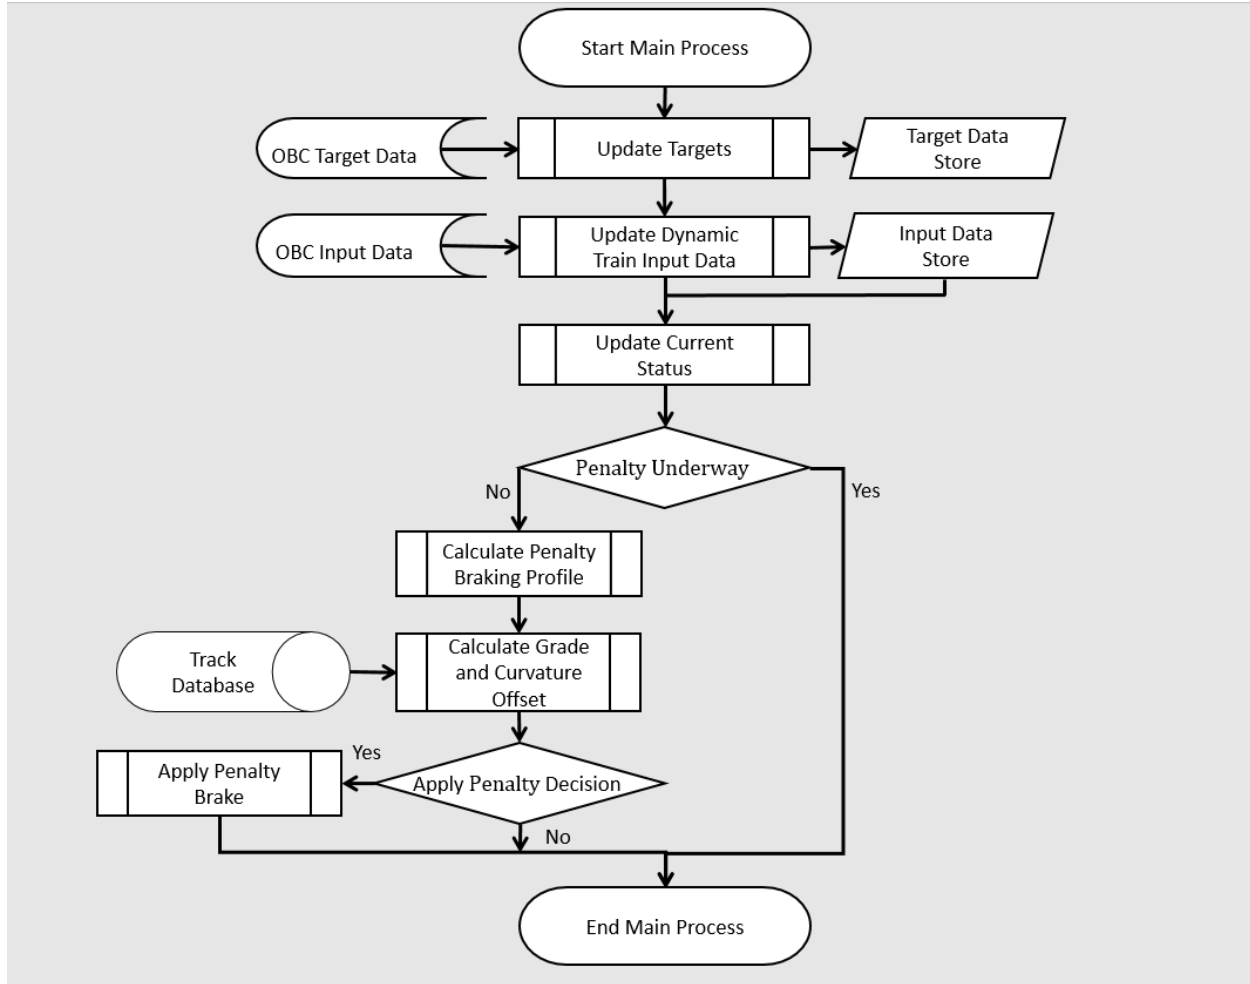 Start Main Process
OBC Target Data
Update Targets
Target Data
Store
OBC Input Data
Update Dynamic
Train Input Data
Input Data
Store
Update Current
Status
Penalty Underway
No
Yes
Calculate Penalty
Braking Profile
Track
Database
Calculate Grade
and Curvature
Offset
Yes
Apply Penalty
Brake
Apply Penalty Decision
No
End Main Process